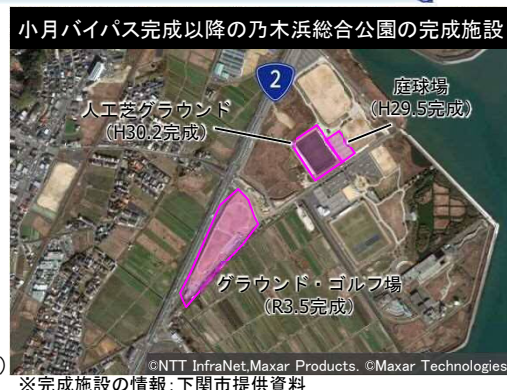 小月バイパス完成以降の乃木浜総合公園の完成施設
2
人工芝グラウンド
(H30.2完成)
庭球場
(H29.5完成)
グラウンド・ゴルフ場
(R3.5完成)
©NTT InfraNet,Maxar Products. ©Maxar Technologies
※完成施設の情報:下関市提供資料